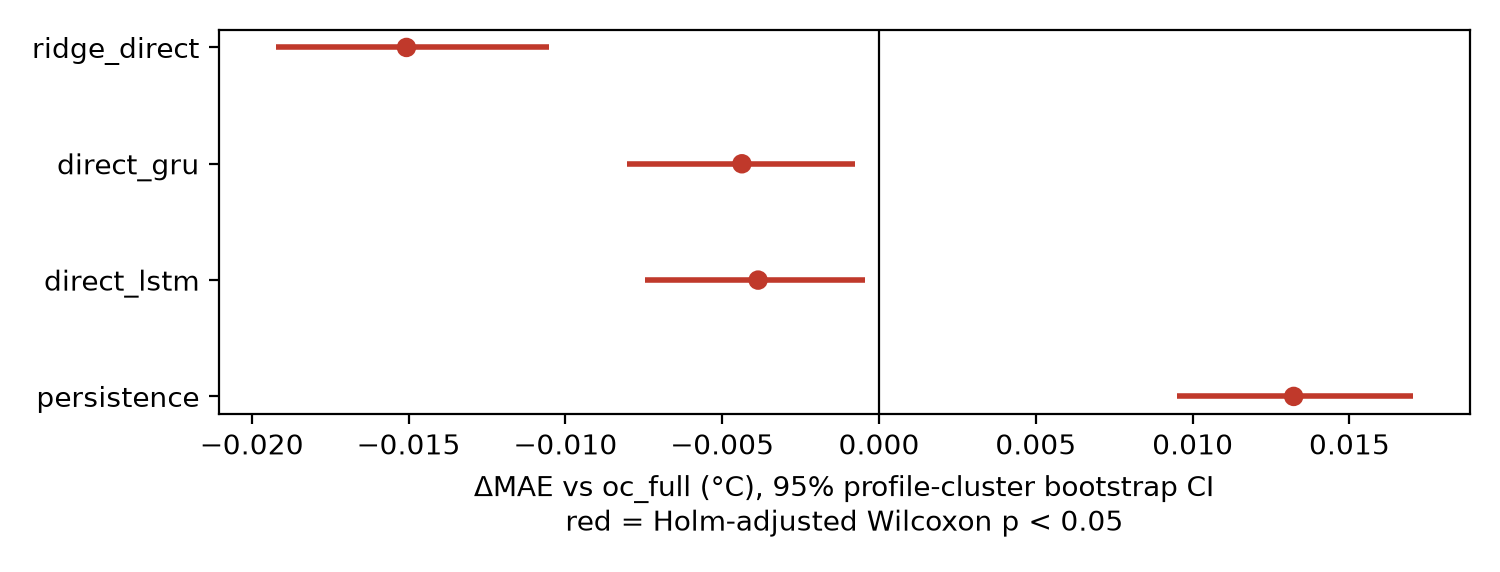 ridge_direct
direct_gru
direct_lstm
persistence
−0.020 −0.015 −0.010 −0.005 0.000 0.005 0.010 0.015
ΔMAE vs oc_full (°C), 95% profile-cluster bootstrap CI
red = Holm-adjusted Wilcoxon p < 0.05